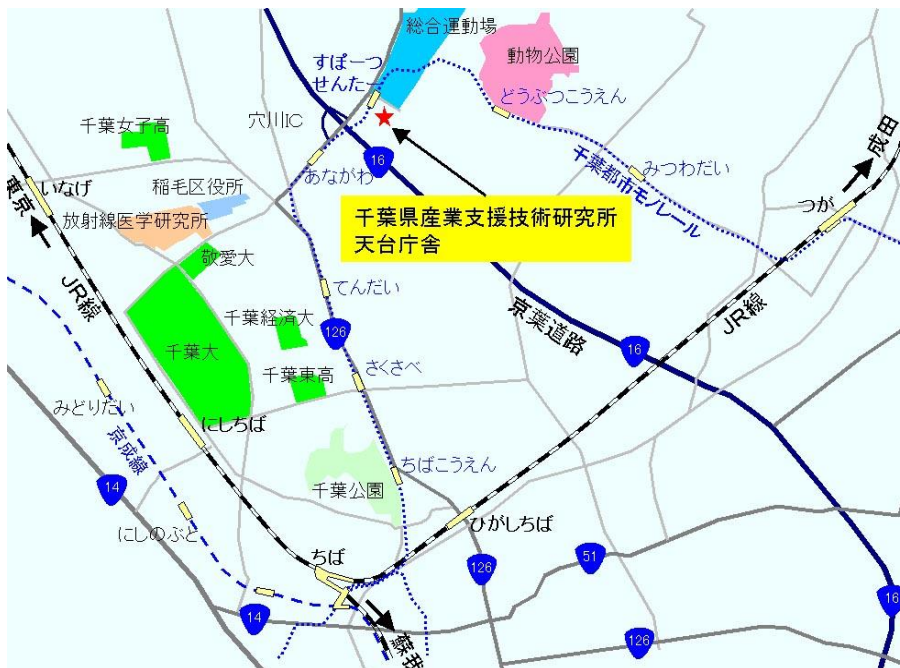 総合運動場
動物公園
すぽーつ
せんたー
どうぶつこうえん
千葉女子高
穴川IC
16
あながわ
みつわだい
成田
千葉都市モノレール
つが
いなげ
東京
稲毛区役所
放射線医学研究所
千葉県産業支援技術研究所
天台庁舎
敬愛大
JR線
てんだい
千葉経済大
千葉大
126
京葉道路
JR線
16
さくさべ
千葉東高
みどりだい
にしちば
京成線
ちばこうえん
14
千葉公園
にしのぶと
ひがしちば
ちば
51
126
16
14
蘇我
126